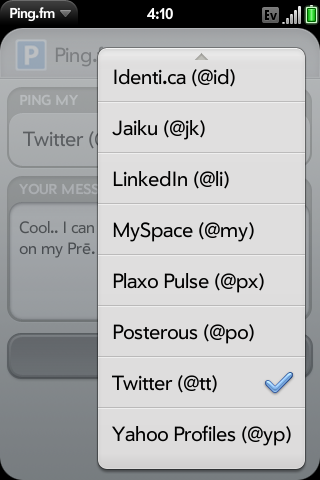 Ping.fm
4:10
Ev
P Ping.
PING MY
Twitter (
YOUR MESS
Cool.. I can
on my Prē.
Identi.ca (@id)
Jaiku (@jk)
LinkedIn (@li)
MySpace (@my)
Plaxo Pulse (@px)
Posterous (@po)
Twitter (@tt)
Yahoo Profiles (@yp)